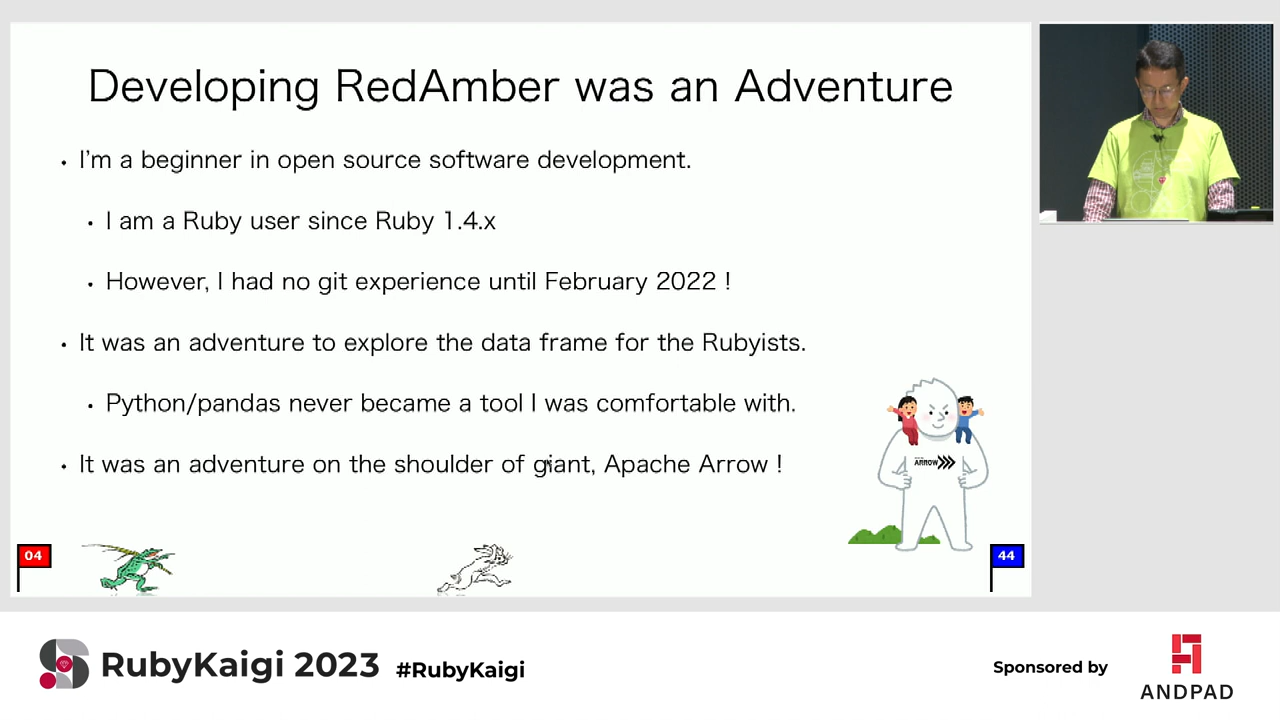 Developing RedAmber was an Adventure
• I'm a beginner in open source software development.
• I am a Ruby user since Ruby 1.4.x
• However, I had no git experience until February 2022 !
• It was an adventure to explore the data frame for the Rubyists.
• Python/pandas never became a tool I was comfortable with.
• It was an adventure on the shoulder of giant, Apache Arrow !
ARROW
04
44
RubyKaigi 2023 #RubyKaigi
Sponsored by
ANDPAD